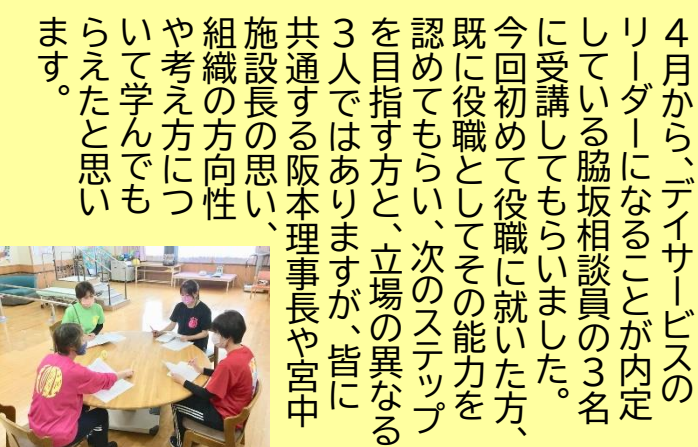 ４月から、デイサービスの
リーダーになることが内定
している脇坂相談員の３名
に受講してもらいました。
今回初めて役職に就いた方、
既に役職としてその能力を
認めてもらい、次のステップ
を目指す方と、立場の異なる
３人ではありますが、皆に
共通する阪本理事長や宮中
施設長の思い、
組織の方向性
や考え方につ
いて学んでも
らえたと思い
ます。